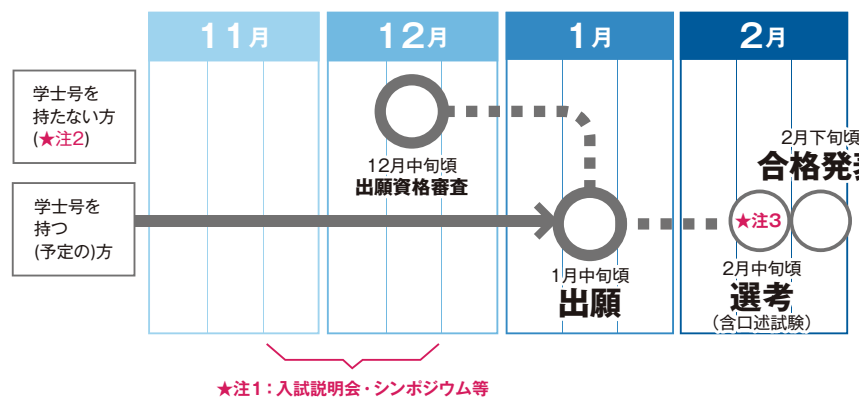 11月
12月
1月
2月
学士号を
持たない方
(★注2)
12月中旬頃
出願資格審査
学士号を
持つ
(予定の)方
1月中旬頃
出願
2月下旬頃
合格発表
★注3
2月中旬頃
選考
（含口述試験）
★注1：入試説明会・シンポジウム等